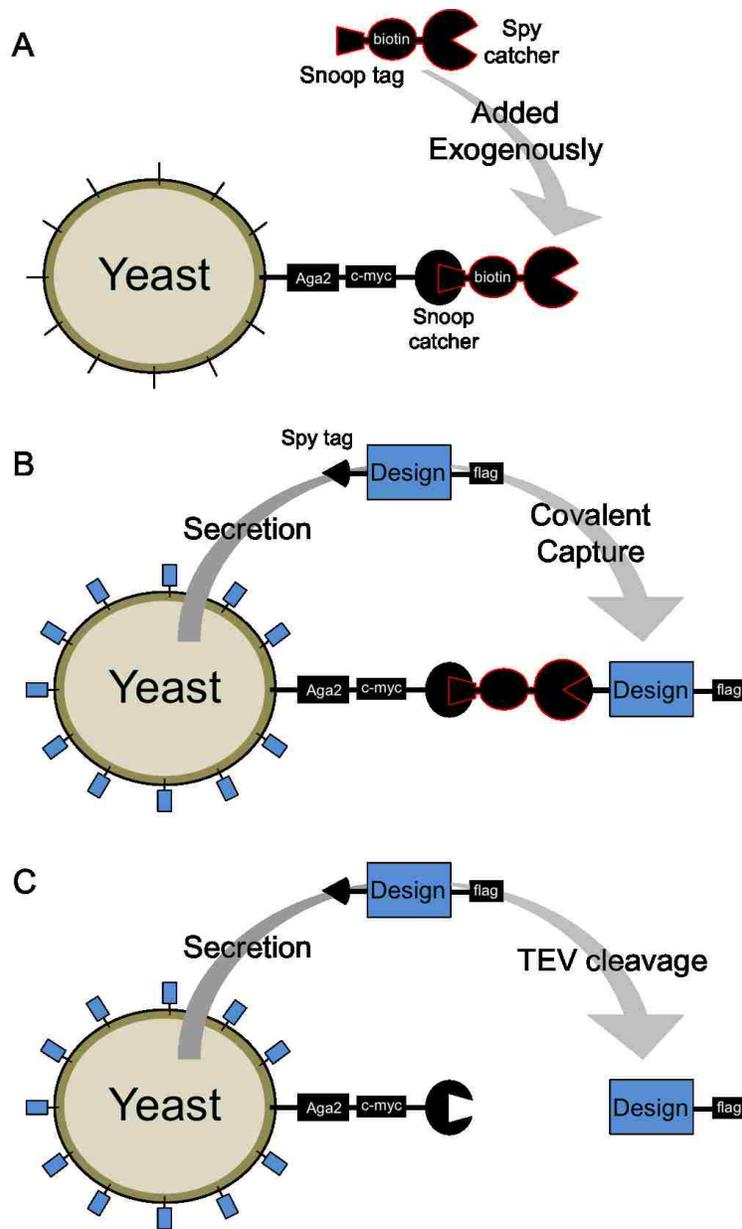 A
biotin
Spy
catcher
Snoop tag
Added
Exogenously
Yeast
Aga2
c-myc
biotin
Snoop
catcher
B
Spy tag
Design
flag
Secretion
Covalent
Capture
Yeast
Aga2
c-myc
Design
flag
C
Design
flag
Secretion
TEV cleavage
Yeast
Aga2
c-myc
Design
flag